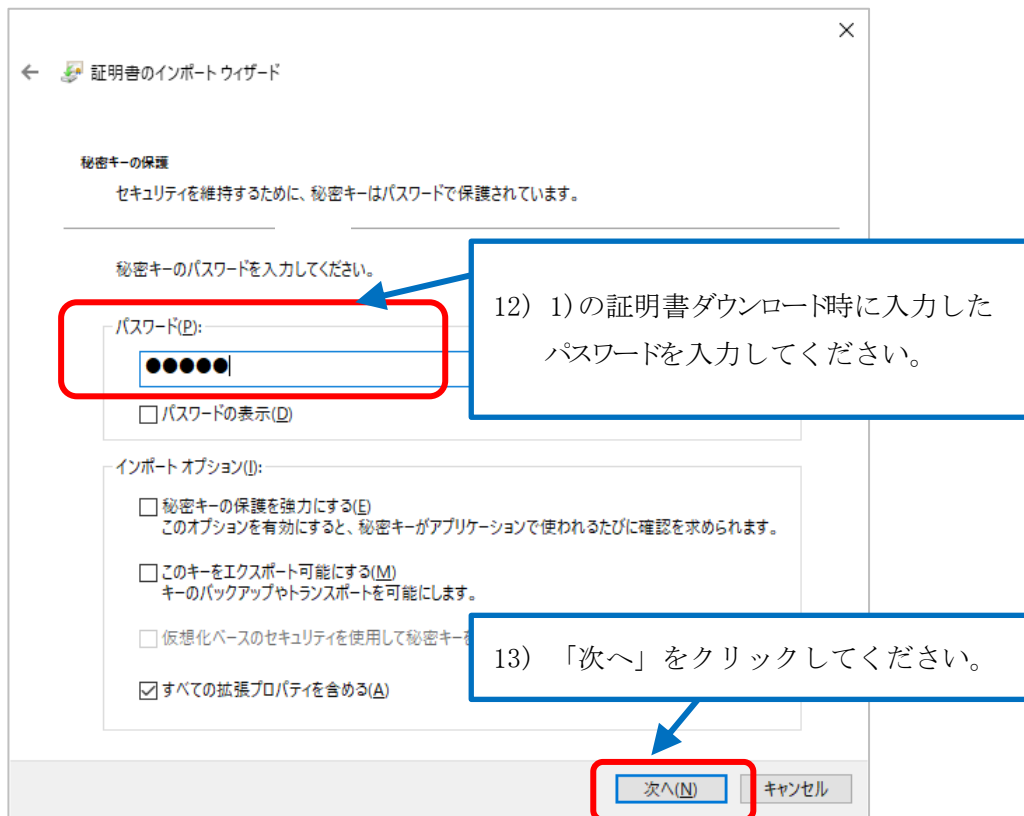 証明書のインポート ウィザード
秘密キーの保護
セキュリティを維持するために、秘密キーはパスワードで保護されています。
秘密キーのパスワードを入力してください。
パスワード(P):
●●●●●
パスワードの表示(D)
12) 1)の証明書ダウンロード時に入力した
パスワードを入力してください。
インポート オプション(I):
秘密キーの保護を強力にする(E)
このオプションを有効にすると、秘密キーがアプリケーションで使われるたびに確認を求められます。
このキーをエクスポート可能にする(M)
キーのバックアップやトランスポートを可能にします。
仮想化ベースのセキュリティを使用して秘密キーを
すべての拡張プロパティを含める(A)
13) 「次へ」をクリックしてください。
次へ(N)
キャンセル